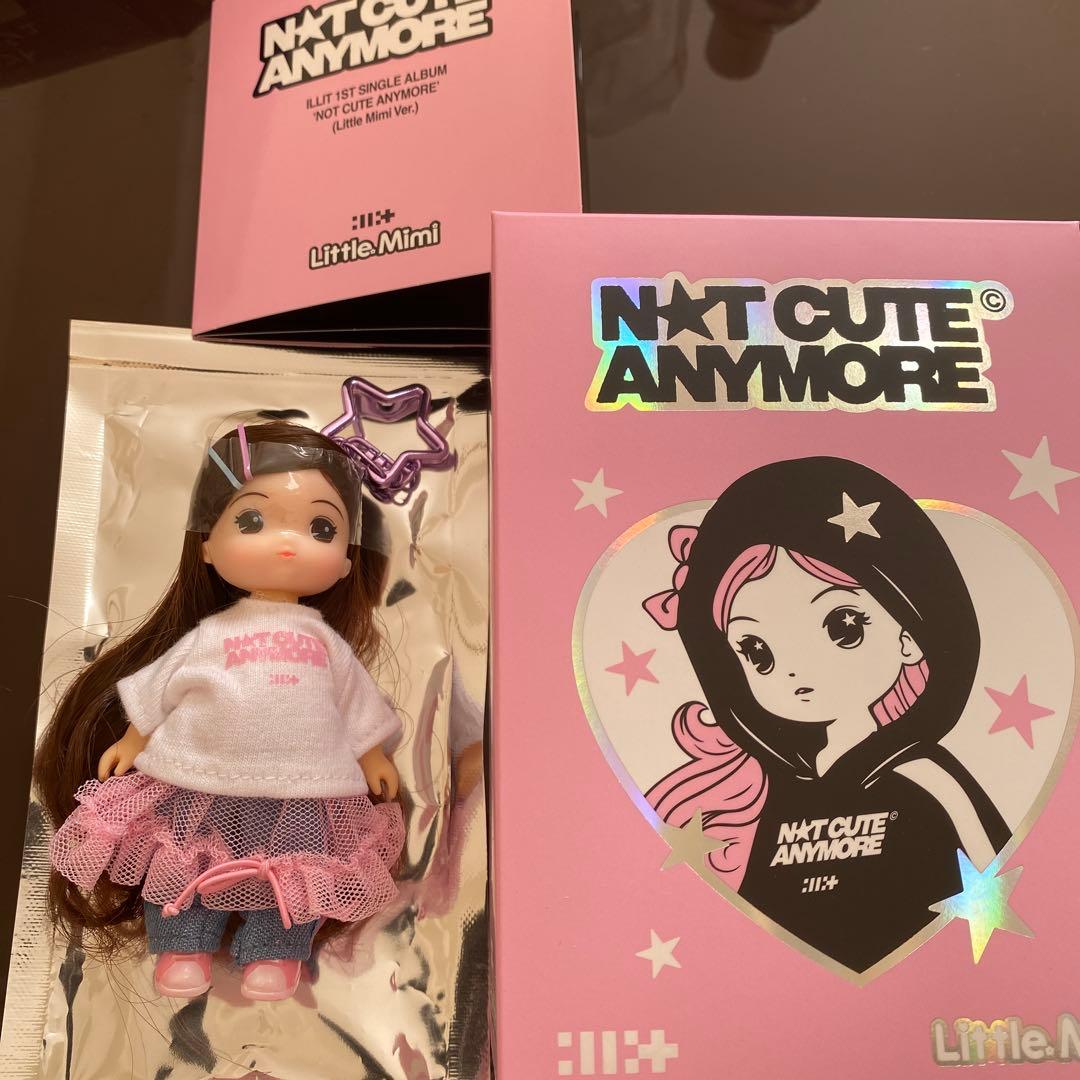 N★T CUTE
ANYMORE
ILLIT 1ST SINGLE ALBUM
'NOT CUTE ANYMORE'
(Little Mimi Ver.)
Little.Mimi
N★T CUTE©
ANYMORE
N★T CUTE
ANYMORE
N★T CUTE©
ANYMORE
Little.M